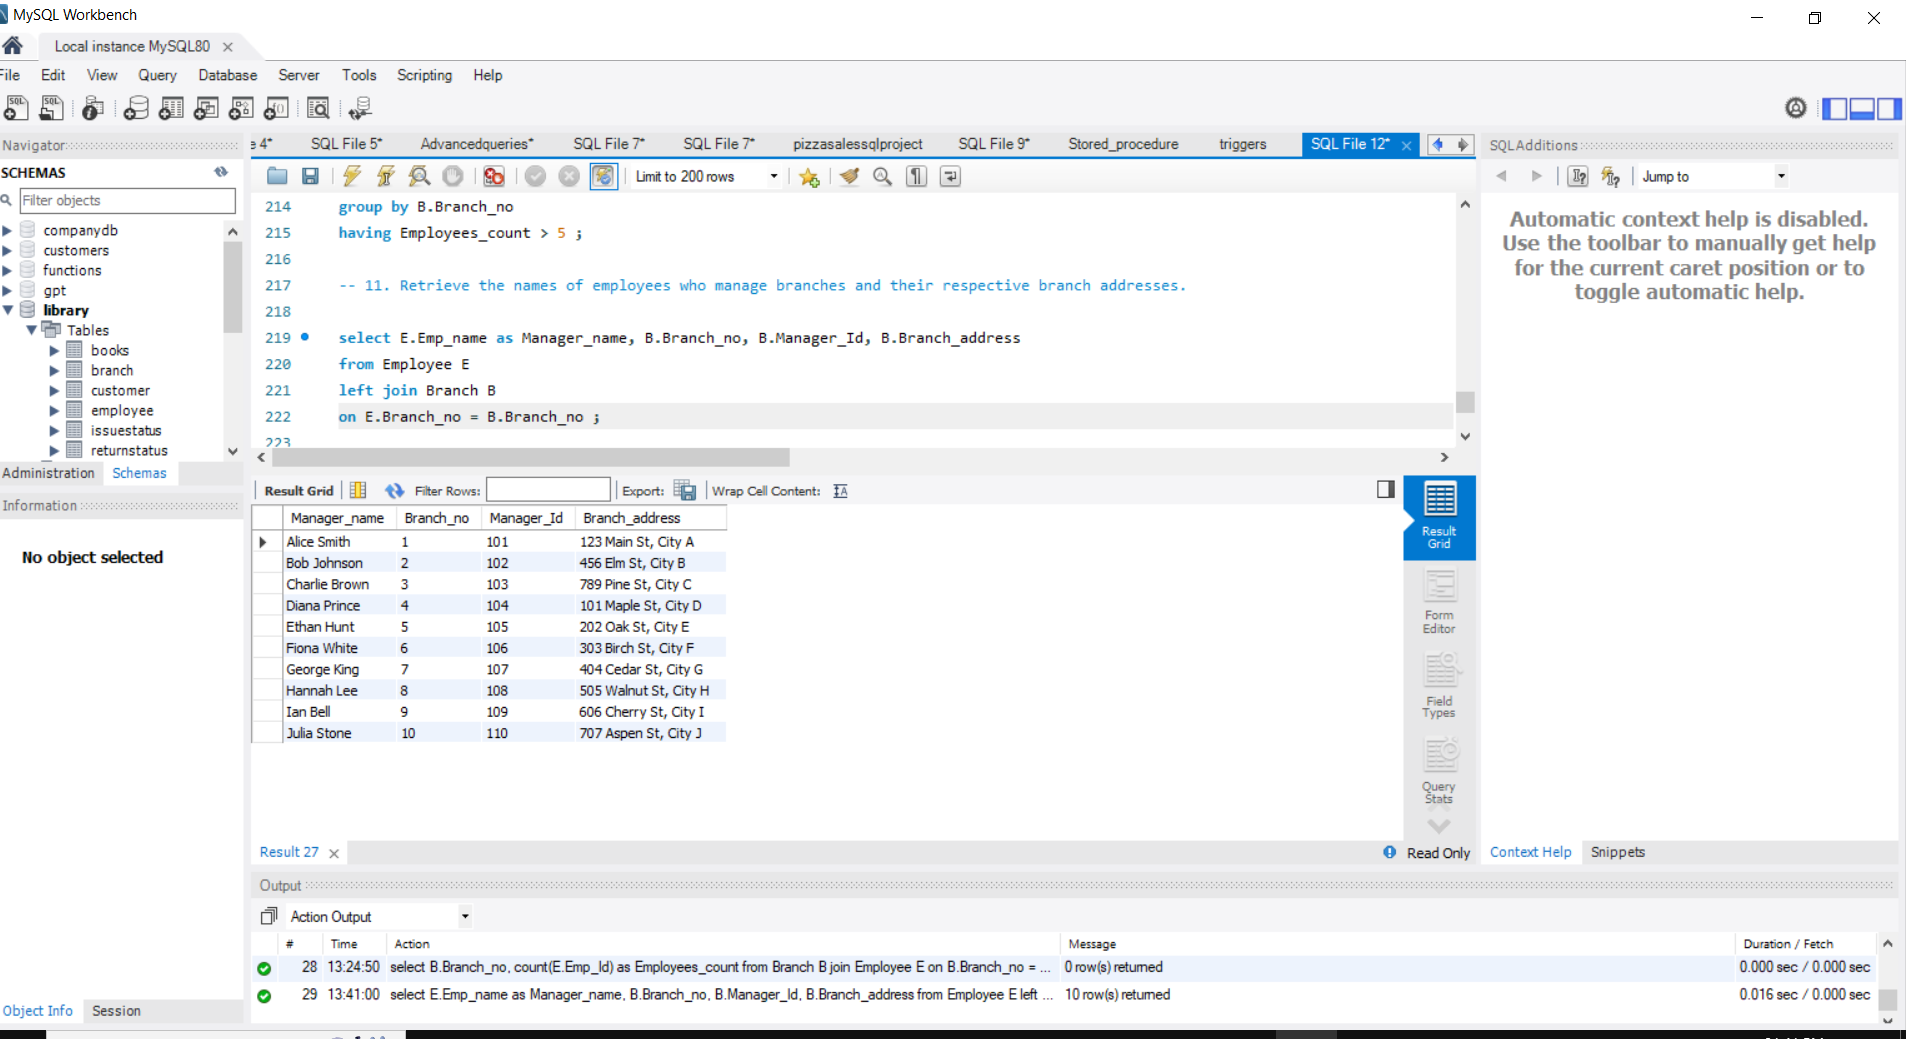 MySQL Workbench
Local instance MySQL80
File Edit View Query Database Server Tools Scripting Help
Navigator
SCHEMAS
Filter objects
companydb
customers
functions
gpt
library
Tables
books
branch
customer
employee
issuestatus
returnstatus
Administration Schemas
Information
No object selected
Object Info Session
e 4* SQL File 5* Advancedqueries* SQL File 7* SQL File 7* pizzasalessqlproject SQL File 9* Stored_procedure triggers SQL File 12*
Limit to 200 rows
214 group by B.Branch_no
215 having Employees_count > 5 ;
216
217 -- 11. Retrieve the names of employees who manage branches and their respective branch addresses.
218
219 select E.Emp_name as Manager_name, B.Branch_no, B.Manager_Id, B.Branch_address
220 from Employee E
221 left join Branch B
222 on E.Branch_no = B.Branch_no ;
223
Result Grid Filter Rows: Export: Wrap Cell Content:
Manager_name Branch_no Manager_Id Branch_address
Alice Smith 1 101 123 Main St, City A
Bob Johnson 2 102 456 Elm St, City B
Charlie Brown 3 103 789 Pine St, City C
Diana Prince 4 104 101 Maple St, City D
Ethan Hunt 5 105 202 Oak St, City E
Fiona White 6 106 303 Birch St, City F
George King 7 107 404 Cedar St, City G
Hannah Lee 8 108 505 Walnut St, City H
Ian Bell 9 109 606 Cherry St, City I
Julia Stone 10 110 707 Aspen St, City J
Result
Grid
Form
Editor
Field
Types
Query
Stats
Result 27
Read Only
SQLAdditions
Jump to
Automatic context help is disabled.
Use the toolbar to manually get help
for the current caret position or to
toggle automatic help.
Context Help Snippets
Output
Action Output
# Time Action Message Duration / Fetch
28 13:24:50 select B.Branch_no, count(E.Emp_Id) as Employees_count from Branch B join Employee E on B.Branch_no = ... 0 row(s) returned 0.000 sec / 0.000 sec
29 13:41:00 select E.Emp_name as Manager_name, B.Branch_no, B.Manager_Id, B.Branch_address from Employee E left ... 10 row(s) returned 0.016 sec / 0.000 sec